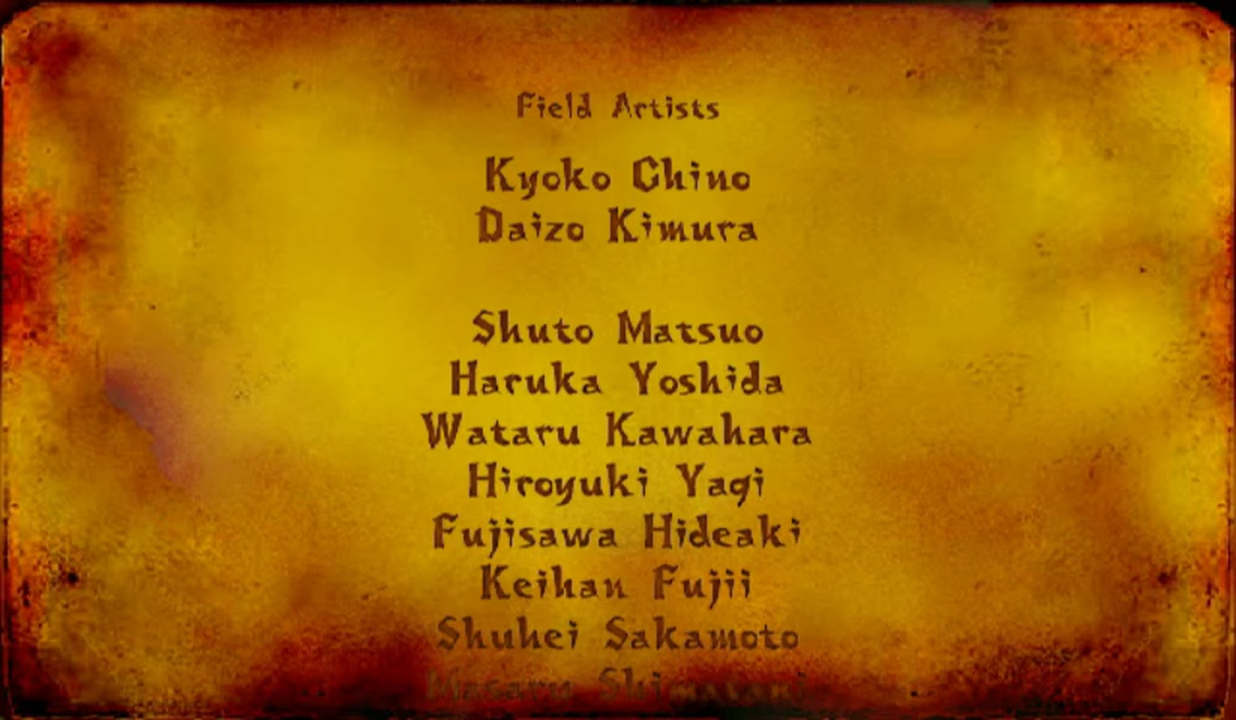 Field Artists
Kyoko Chino
Daizo Kimura
Shuto Matsuo
Haruka Yoshida
Wataru Kawahara
Hiroyuki Yagi
Fujisawa Hideaki
Keihan Fujii
Shuhei Sakamoto